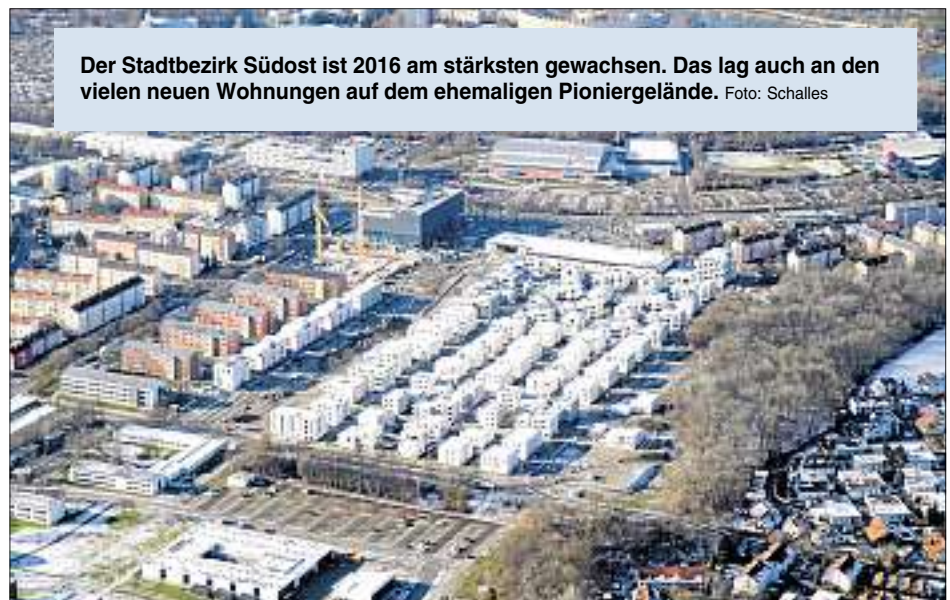 Der Stadtbezirk Südost ist 2016 am stärksten gewachsen. Das lag auch an den
vielen neuen Wohnungen auf dem ehemaligen Pioniergelände. Foto: Schalles